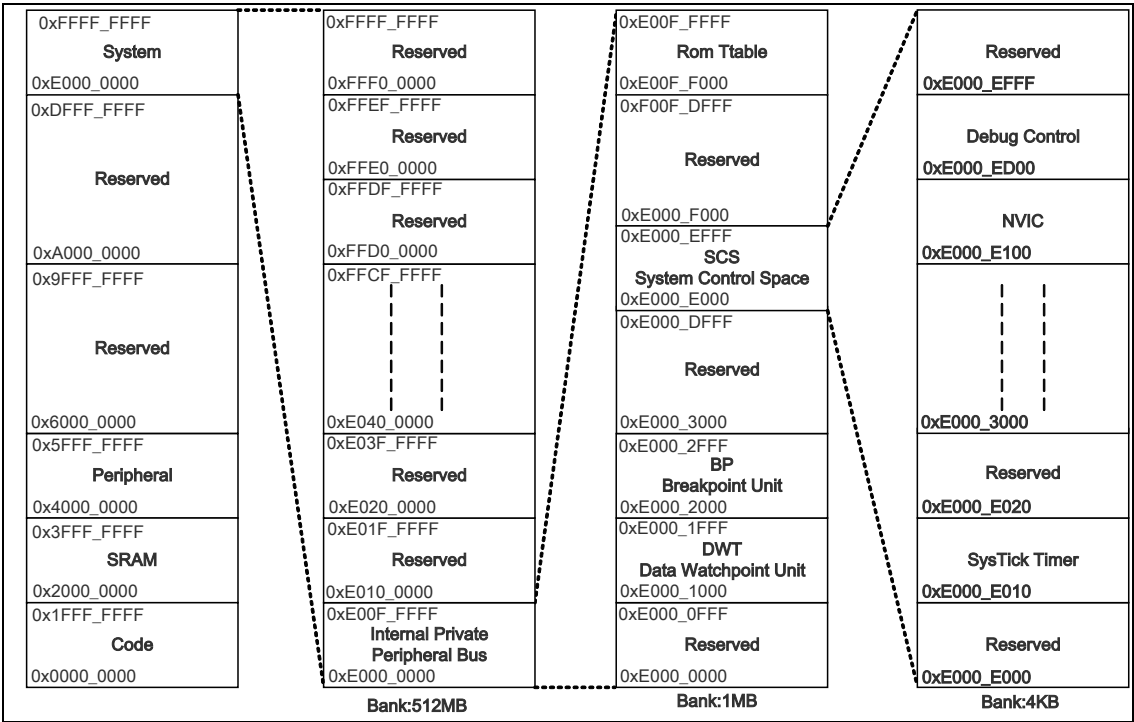 0xFFFF_FFFF
System
0xE000_0000
0xDFFF_FFFF
Reserved
0xA000_0000
0x9FFF_FFFF
Reserved
0x6000_0000
0x5FFF_FFFF
Peripheral
0x4000_0000
0x3FFF_FFFF
SRAM
0x2000_0000
0x1FFF_FFFF
Code
0x0000_0000
0xFFFF_FFFF
Reserved
0xFFF0_0000
0xFFEF_FFFF
Reserved
0xFFE0_0000
0xFFDF_FFFF
Reserved
0xFFD0_0000
0xFFCF_FFFF
0xE040_0000
0xE03F_FFFF
Reserved
0xE020_0000
0xE01F_FFFF
Reserved
0xE010_0000
0xE00F_FFFF
Internal Private
Peripheral Bus
0xE000_0000
Bank:512MB
0xE00F_FFFF
Rom Ttable
0xE00F_F000
0xF00F_DFFF
Reserved
0xE000_F000
0xE000_EFFF
SCS
System Control Space
0xE000_E000
0xE000_DFFF
Reserved
0xE000_3000
0xE000_2FFF
BP
Breakpoint Unit
0xE000_2000
0xE000_1FFF
DWT
Data Watchpoint Unit
0xE000_1000
0xE000_0FFF
Reserved
0xE000_0000
Bank:1MB
Reserved
0xE000_EFFF
Debug Control
0xE000_ED00
NVIC
0xE000_E100
0xE000_3000
Reserved
0xE000_E020
SysTick Timer
0xE000_E010
Reserved
0xE000_E000
Bank:4KB